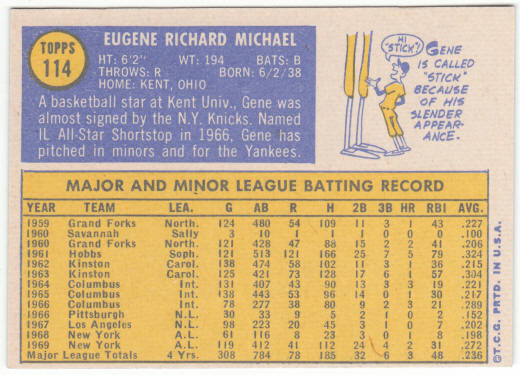 TOPPS
114
EUGENE RICHARD MICHAEL
HT: 6'2" WT: 194 BATS: B
THROWS: R BORN: 6/2/38
HOME: KENT, OHIO
A basketball star at Kent Univ., Gene was
almost signed by the N.Y. Knicks. Named
IL All-Star Shortstop in 1966, Gene has
pitched in minors and for the Yankees.
HI
"STICK"!
GENE
IS CALLED
"STICK"
BECAUSE
OF HIS
SLENDER
APPEAR-
ANCE.
MAJOR AND MINOR LEAGUE BATTING RECORD
YEAR TEAM LEA. G AB R H 2B 3B HR RBI AVG.
1959 Grand Forks North. 124 480 54 109 11 3 1 43 .227
1960 Savannah Sally 3 10 1 1 0 0 0 0 .100
1960 Grand Forks North. 121 428 47 88 15 2 2 41 .206
1961 Hobbs Soph. 121 513 121 166 25 7 5 79 .324
1962 Kinston Carol. 138 474 58 102 11 3 1 36 .215
1963 Kinston Carol. 125 421 73 128 17 6 1 57 .304
1964 Columbus Int. 131 407 43 90 13 3 3 19 .221
1965 Columbus Int. 138 443 53 96 14 0 1 30 .217
1966 Columbus Int. 78 277 38 80 9 2 3 21 .289
1966 Pittsburgh N.L. 30 33 9 5 2 1 0 2 .152
1967 Los Angeles N.L. 98 223 20 45 3 1 0 7 .202
1968 New York A.L. 61 116 8 23 3 0 1 8 .198
1969 New York A.L. 119 412 41 112 24 4 2 31 .272
Major League Totals 4 Yrs. 308 784 78 185 32 6 3 48 .236
©T.C.G. PRTD. IN U.S.A.